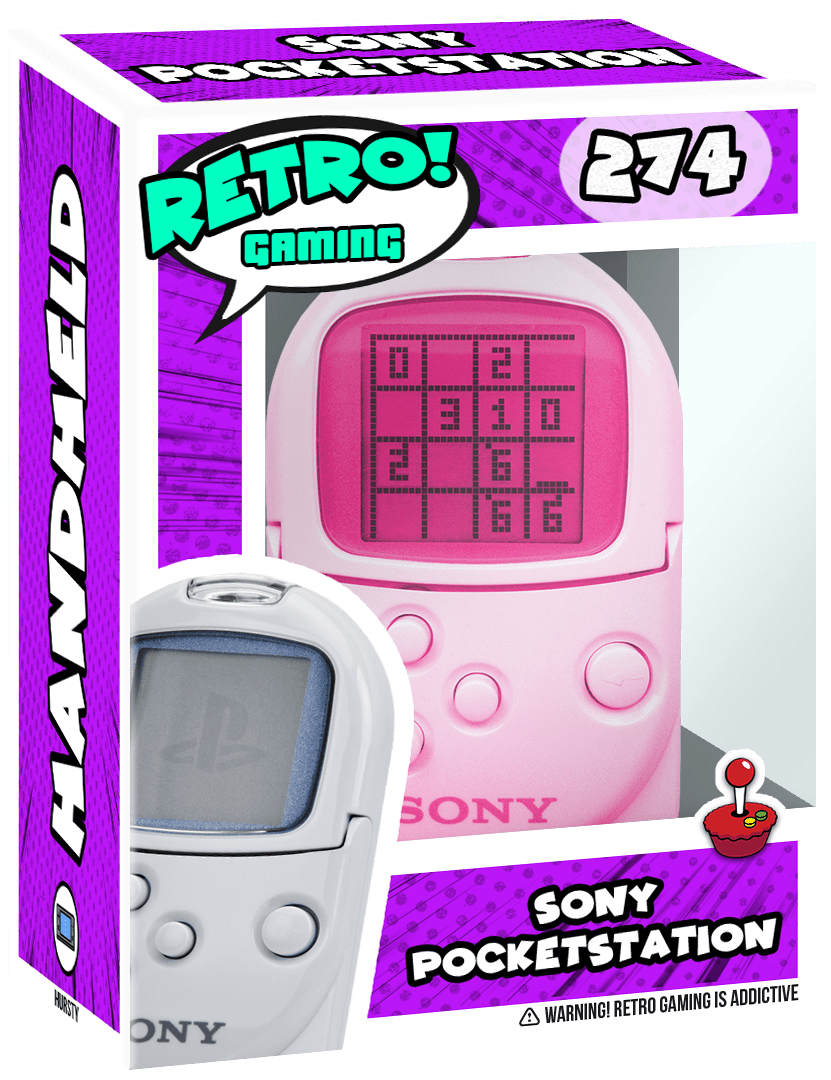 SONY
POCKETSTATION
RETRO!
GAMING
274
HANDHELD
HURSTY
0 2
3 1 0
2 6
6 6
SONY
SONY
SONY
POCKETSTATION
WARNING! RETRO GAMING IS ADDICTIVE